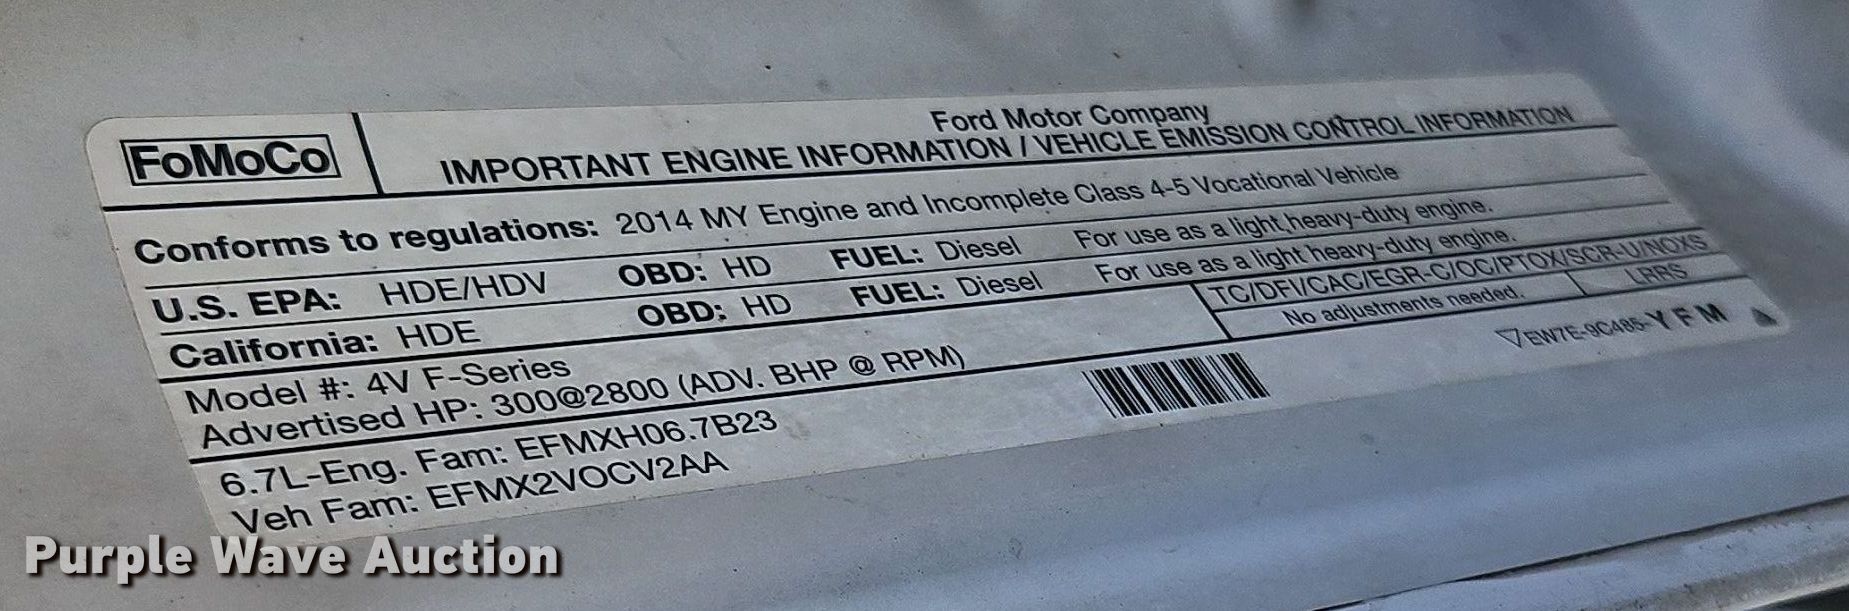 FoMoCo
Ford Motor Company
IMPORTANT ENGINE INFORMATION / VEHICLE EMISSION CONTROL INFORMATION
Conforms to regulations: 2014 MY Engine and Incomplete Class 4-5 Vocational Vehicle
U.S. EPA: HDE/HDV OBD: HD FUEL: Diesel For use as a light heavy-duty engine.
California: HDE OBD: HD FUEL: Diesel For use as a light heavy-duty engine.
Model #: 4V F-Series
Advertised HP: 300@2800 (ADV. BHP @ RPM)
TC/DFI/CAC/EGR-C/OC/PTOX/SCR-U/NOXS
No adjustments needed. LRRS
6.7L-Eng. Fam: EFMXH06.7B23
Veh Fam: EFMX2VOCV2AA
EW7E-9C485-YFM
Purple Wave Auction